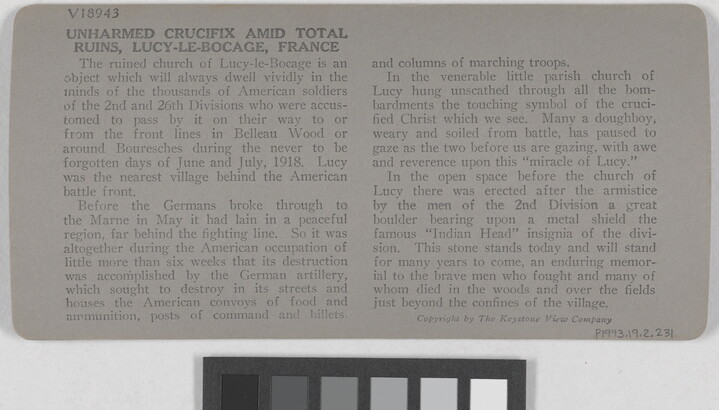 V18943
UNHARMED CRUCIFIX AMID TOTAL
RUINS, LUCY-LE-BOCAGE, FRANCE
The ruined church of Lucy-le-Bocage is an
object which will always dwell vividly in the
minds of the thousands of American soldiers
of the 2nd and 26th Divisions who were accus-
tomed to pass by it on their way to or
from the front lines in Belleau Wood or
around Bouresches during the never to be
forgotten days of June and July, 1918. Lucy
was the nearest village behind the American
battle front.
Before the Germans broke through to
the Marne in May it had lain in a peaceful
region, far behind the fighting line. So it was
altogether during the American occupation of
little more than six weeks that its destruction
was accomplished by the German artillery,
which sought to destroy in its streets and
houses the American convoys of food and
ammunition, posts of command and billets
and columns of marching troops.
In the venerable little parish church of
Lucy hung unscathed through all the bom-
bardments the touching symbol of the cruci-
fied Christ which we see. Many a doughboy,
weary and soiled from battle, has paused to
gaze as the two before us are gazing, with awe
and reverence upon this "miracle of Lucy."
In the open space before the church of
Lucy there was erected after the armistice
by the men of the 2nd Division a great
boulder bearing upon a metal shield the
famous "Indian Head" insignia of the divi-
sion. This stone stands today and will stand
for many years to come, an enduring memor-
ial to the brave men who fought and many of
whom died in the woods and over the fields
just beyond the confines of the village.
Copyright by The Keystone View Company
P1993.19.2.231